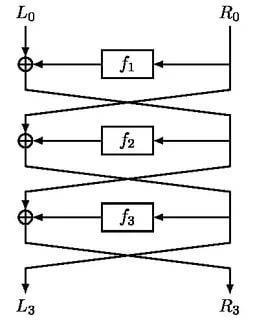 L₀ R₀
f₁
f₂
f₃
L₃ R₃